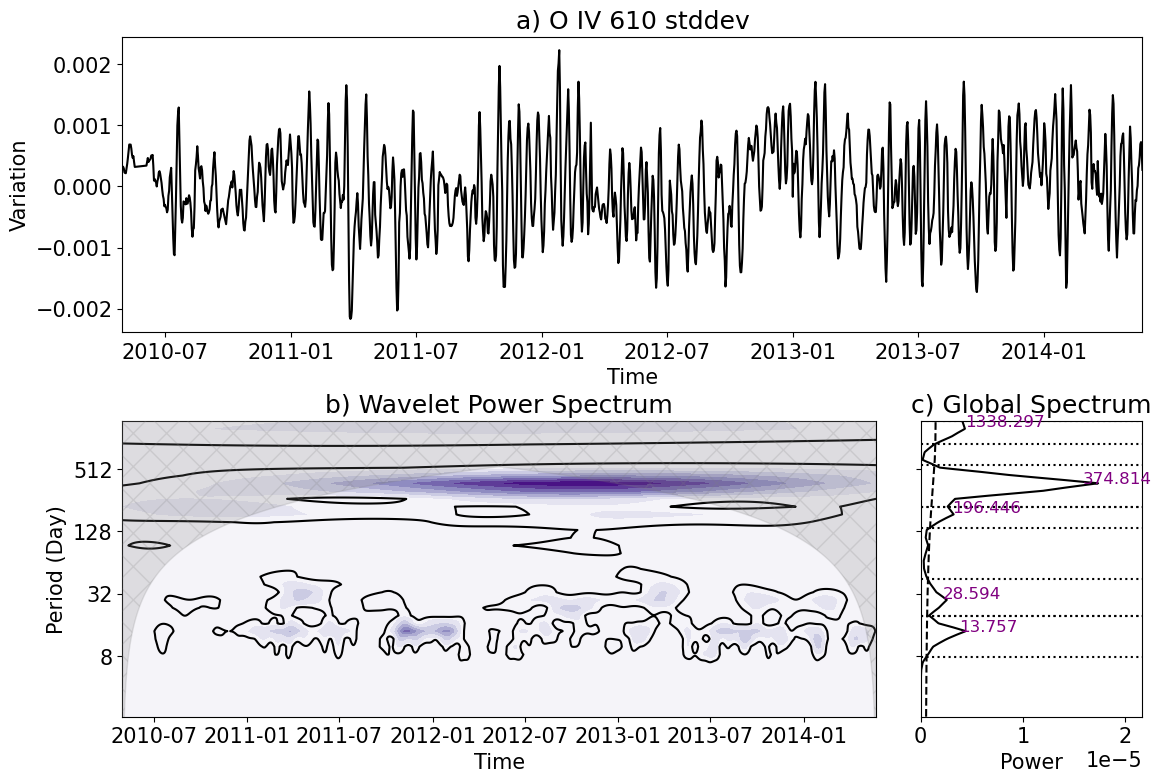 a) O IV 610 stddev
Variation
0.002
0.001
0.000
−0.001
−0.002
2010-07 2011-01 2011-07 2012-01 2012-07 2013-01 2013-07 2014-01
Time
b) Wavelet Power Spectrum
Period (Day)
512
128
32
8
2010-07 2011-01 2011-07 2012-01 2012-07 2013-01 2013-07 2014-01
Time
c) Global Spectrum
1338.297
374.814
196.446
28.594
13.757
0 1 2
1e−5
Power